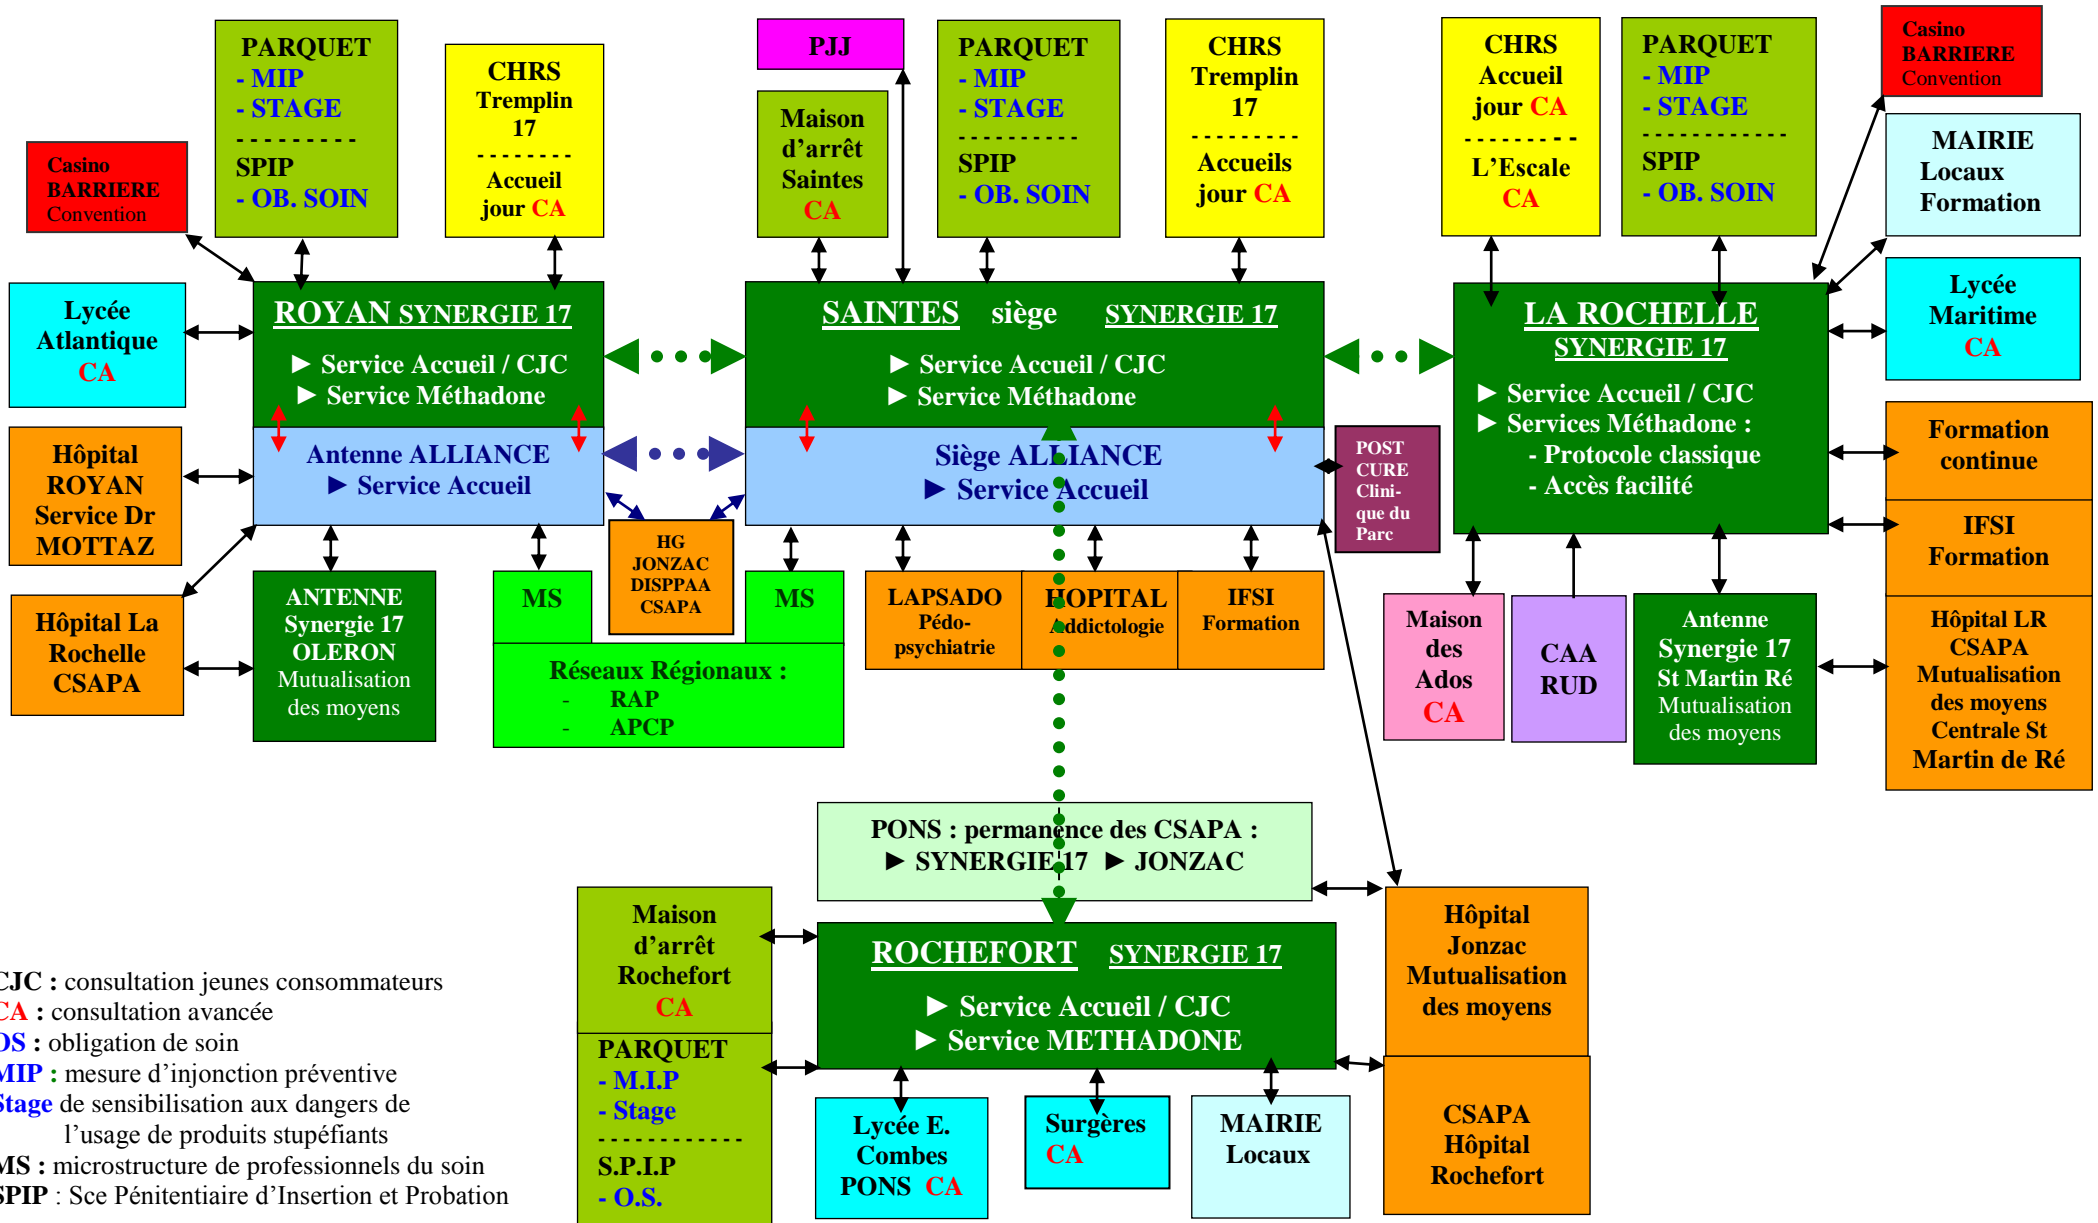 PARQUET
- MIP
- STAGE
- - - - - - - - -
SPIP
- OB. SOIN
CHRS
Tremplin
17
- - - - - - - -
Accueil
jour CA
Casino
BARRIERE
Convention
PJJ
Maison
d’arrêt
Saintes
CA
PARQUET
- MIP
- STAGE
- - - - - - - - - -
SPIP
- OB. SOIN
CHRS
Tremplin
17
- - - - - - - - -
Accueils
jour CA
CHRS
Accueil
jour CA
- - - - - - - - -
L’Escale
CA
PARQUET
- MIP
- STAGE
- - - - - - - - - - -
SPIP
- OB. SOIN
Casino
BARRIERE
Convention
MAIRIE
Locaux
Formation
Lycée
Atlantique
CA
ROYAN SYNERGIE 17
► Service Accueil / CJC
► Service Méthadone
Antenne ALLIANCE
► Service Accueil
SAINTES siège SYNERGIE 17
► Service Accueil / CJC
► Service Méthadone
Siège ALLIANCE
► Service Accueil
LA ROCHELLE
SYNERGIE 17
► Service Accueil / CJC
► Services Méthadone :
- Protocole classique
- Accès facilité
Lycée
Maritime
CA
Hôpital
ROYAN
Service Dr
MOTTAZ
Hôpital La
Rochelle
CSAPA
ANTENNE
Synergie 17
OLERON
Mutualisation
des moyens
MS
HG
JONZAC
DISPPAA
CSAPA
MS
Réseaux Régionaux :
- RAP
- APCP
LAPSADO
Pédo-
psychiatrie
HOPITAL
Addictologie
IFSI
Formation
POST
CURE
Clini-
que du
Parc
Maison
des
Ados
CA
CAA
RUD
Antenne
Synergie 17
St Martin Ré
Mutualisation
des moyens
Formation
continue
IFSI
Formation
Hôpital LR
CSAPA
Mutualisation
des moyens
Centrale St
Martin de Ré
PONS : permanence des CSAPA :
► SYNERGIE 17 ► JONZAC
Maison
d’arrêt
Rochefort
CA
PARQUET
- M.I.P
- Stage
- - - - - - - - - - - -
S.P.I.P
- O.S.
ROCHEFORT SYNERGIE 17
► Service Accueil / CJC
► Service METHADONE
Hôpital
Jonzac
Mutualisation
des moyens
CSAPA
Hôpital
Rochefort
Lycée E.
Combes
PONS CA
Surgères
CA
MAIRIE
Locaux
CJC : consultation jeunes consommateurs
CA : consultation avancée
OS : obligation de soin
MIP : mesure d’injonction préventive
Stage de sensibilisation aux dangers de
l’usage de produits stupéfiants
MS : microstructure de professionnels du soin
SPIP : Sce Pénitentiaire d’Insertion et Probation